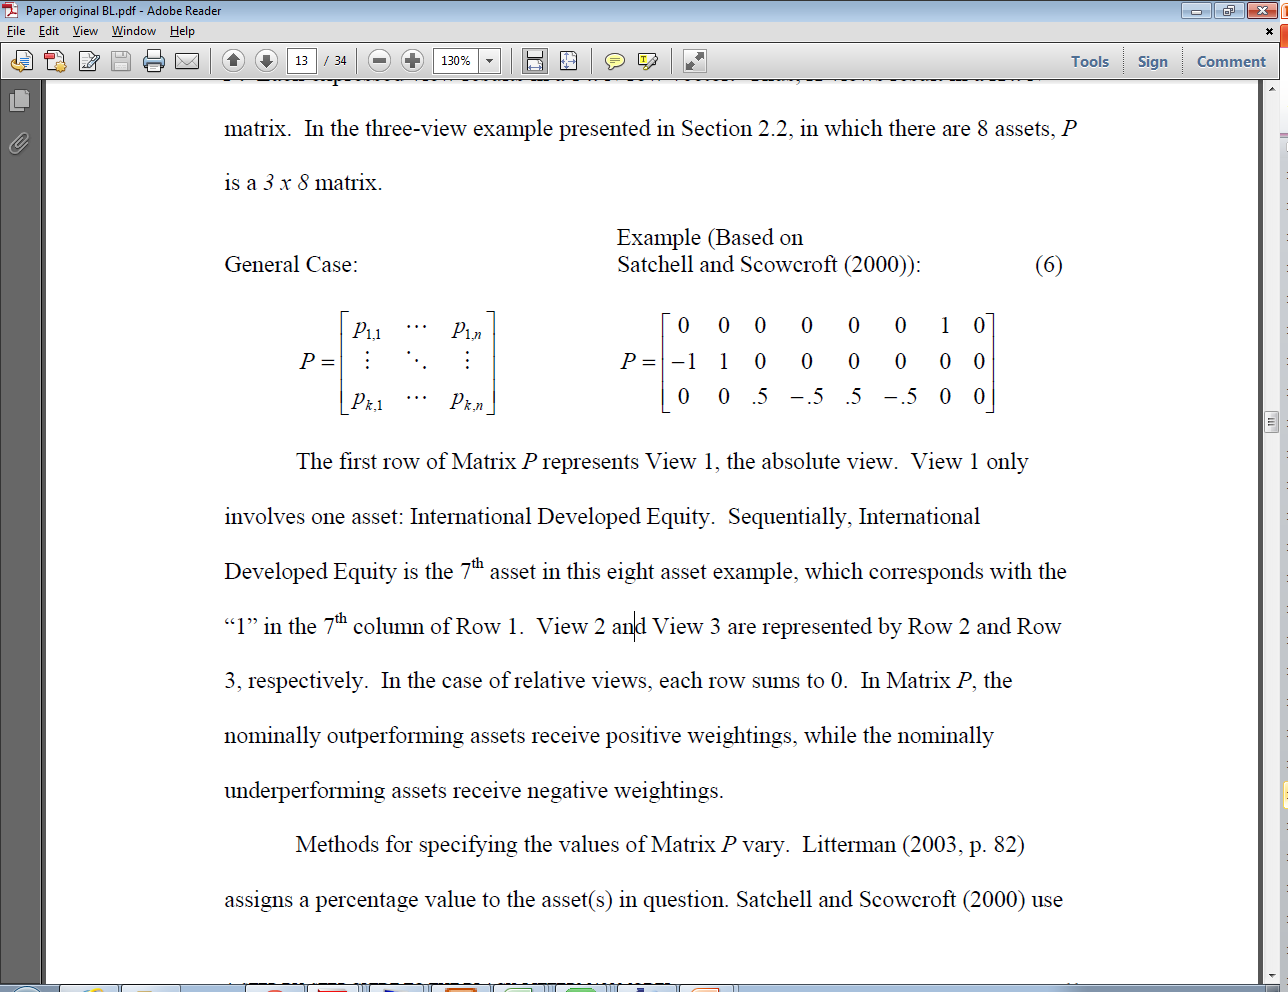 Paper original BL.pdf - Adobe Reader
File Edit View Window Help
13 / 34 130% Tools Sign Comment
matrix. In the three-view example presented in Section 2.2, in which there are 8 assets, P
is a 3 x 8 matrix.
Example (Based on
General Case: Satchell and Scowcroft (2000)): (6)
P = [ p1,1 ⋯ p1,n ; ⋮ ⋱ ⋮ ; pk,1 ⋯ pk,n ]
P = [ 0 0 0 0 0 0 1 0 ; −1 1 0 0 0 0 0 0 ; 0 0 .5 −.5 .5 −.5 0 0 ]
The first row of Matrix P represents View 1, the absolute view. View 1 only
involves one asset: International Developed Equity. Sequentially, International
Developed Equity is the 7th asset in this eight asset example, which corresponds with the
“1” in the 7th column of Row 1. View 2 and View 3 are represented by Row 2 and Row
3, respectively. In the case of relative views, each row sums to 0. In Matrix P, the
nominally outperforming assets receive positive weightings, while the nominally
underperforming assets receive negative weightings.
Methods for specifying the values of Matrix P vary. Litterman (2003, p. 82)
assigns a percentage value to the asset(s) in question. Satchell and Scowcroft (2000) use